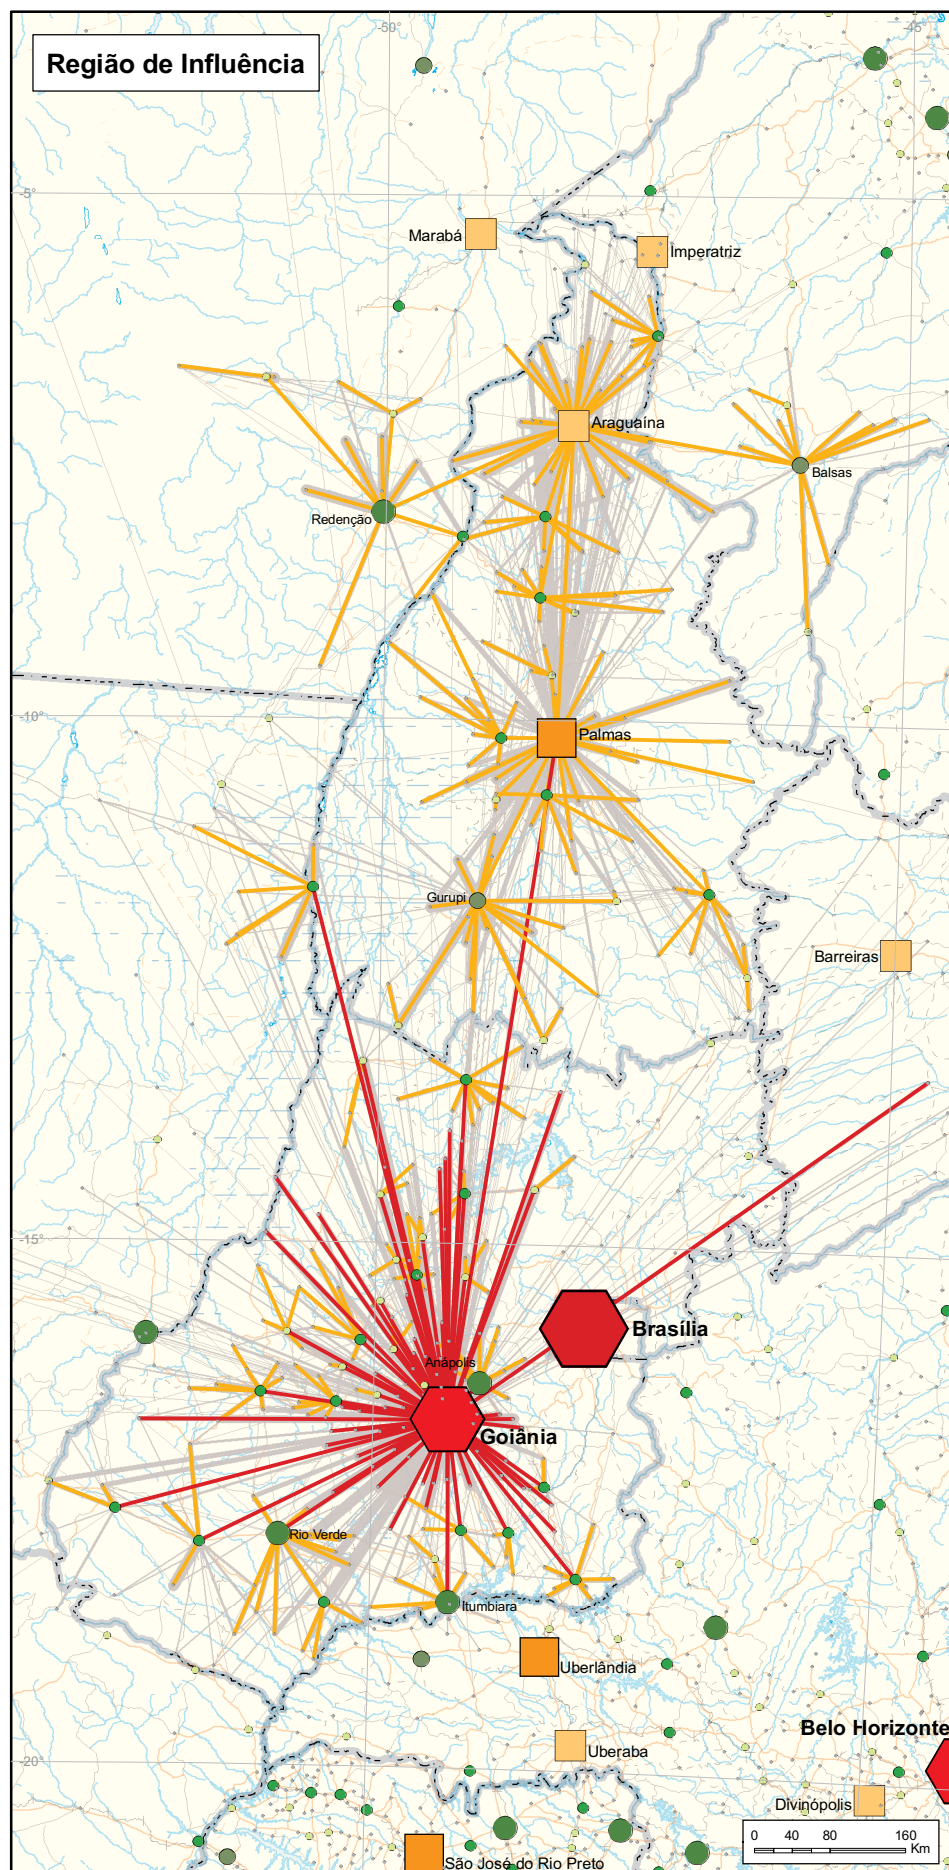 -50°
-45
Região de Influência
-5°
Marabá
Imperatriz
Araguaína
Balsas
Redenção
-10°
Palmas
Gurupi
Barreiras
-15°
Brasília
Anápolis
Goiânia
Rio Verde
Itumbiara
Uberlândia
Belo Horizonte
Uberaba
-20°
Divinópolis
0 40 80 160
Km
São José do Rio Preto